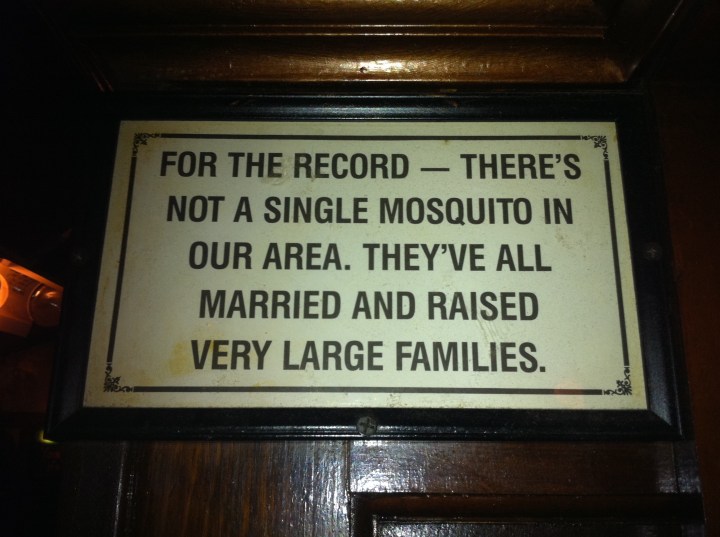 FOR THE RECORD — THERE'S
NOT A SINGLE MOSQUITO IN
OUR AREA. THEY'VE ALL
MARRIED AND RAISED
VERY LARGE FAMILIES.